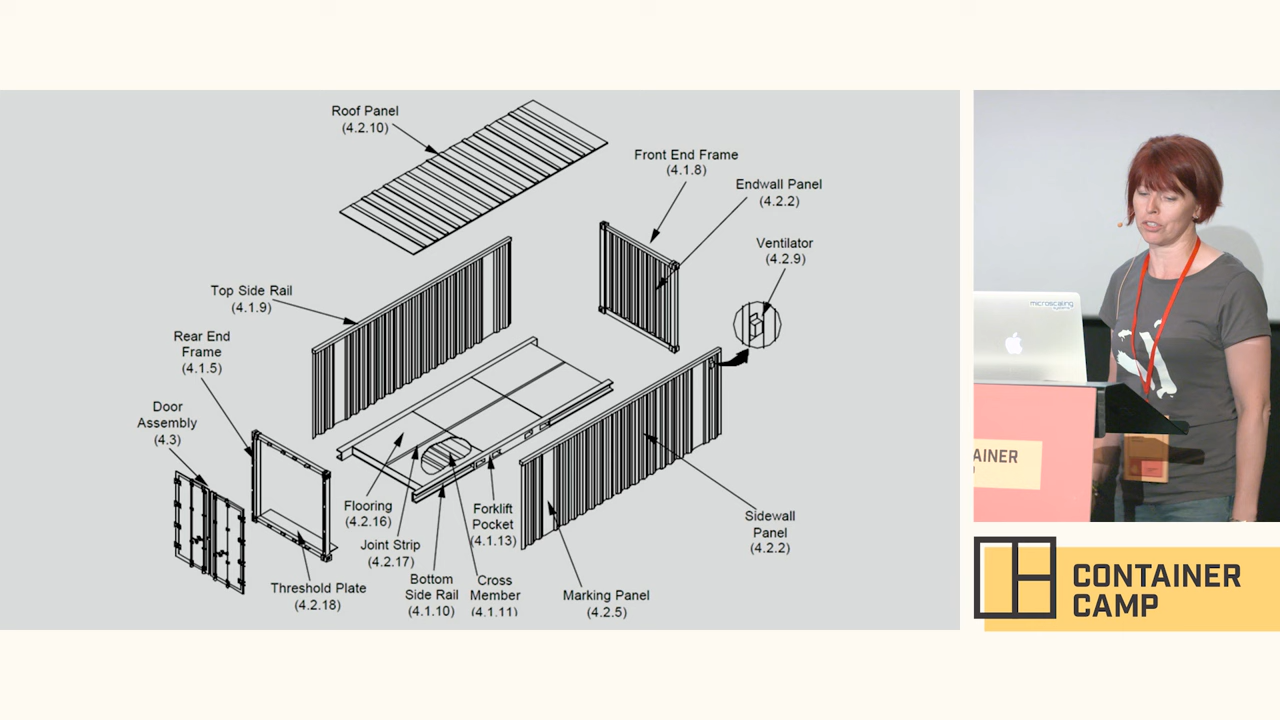 Roof Panel
(4.2.10)
Front End Frame
(4.1.8)
Endwall Panel
(4.2.2)
Ventilator
(4.2.9)
Top Side Rail
(4.1.9)
Rear End
Frame
(4.1.5)
Door
Assembly
(4.3)
Flooring
(4.2.16)
Joint Strip
(4.2.17)
Forklift
Pocket
(4.1.13)
Sidewall
Panel
(4.2.2)
Threshold Plate
(4.2.18)
Bottom
Side Rail
(4.1.10)
Cross
Member
(4.1.11)
Marking Panel
(4.2.5)
microscaling
systems
AINER
CONTAINER
CAMP